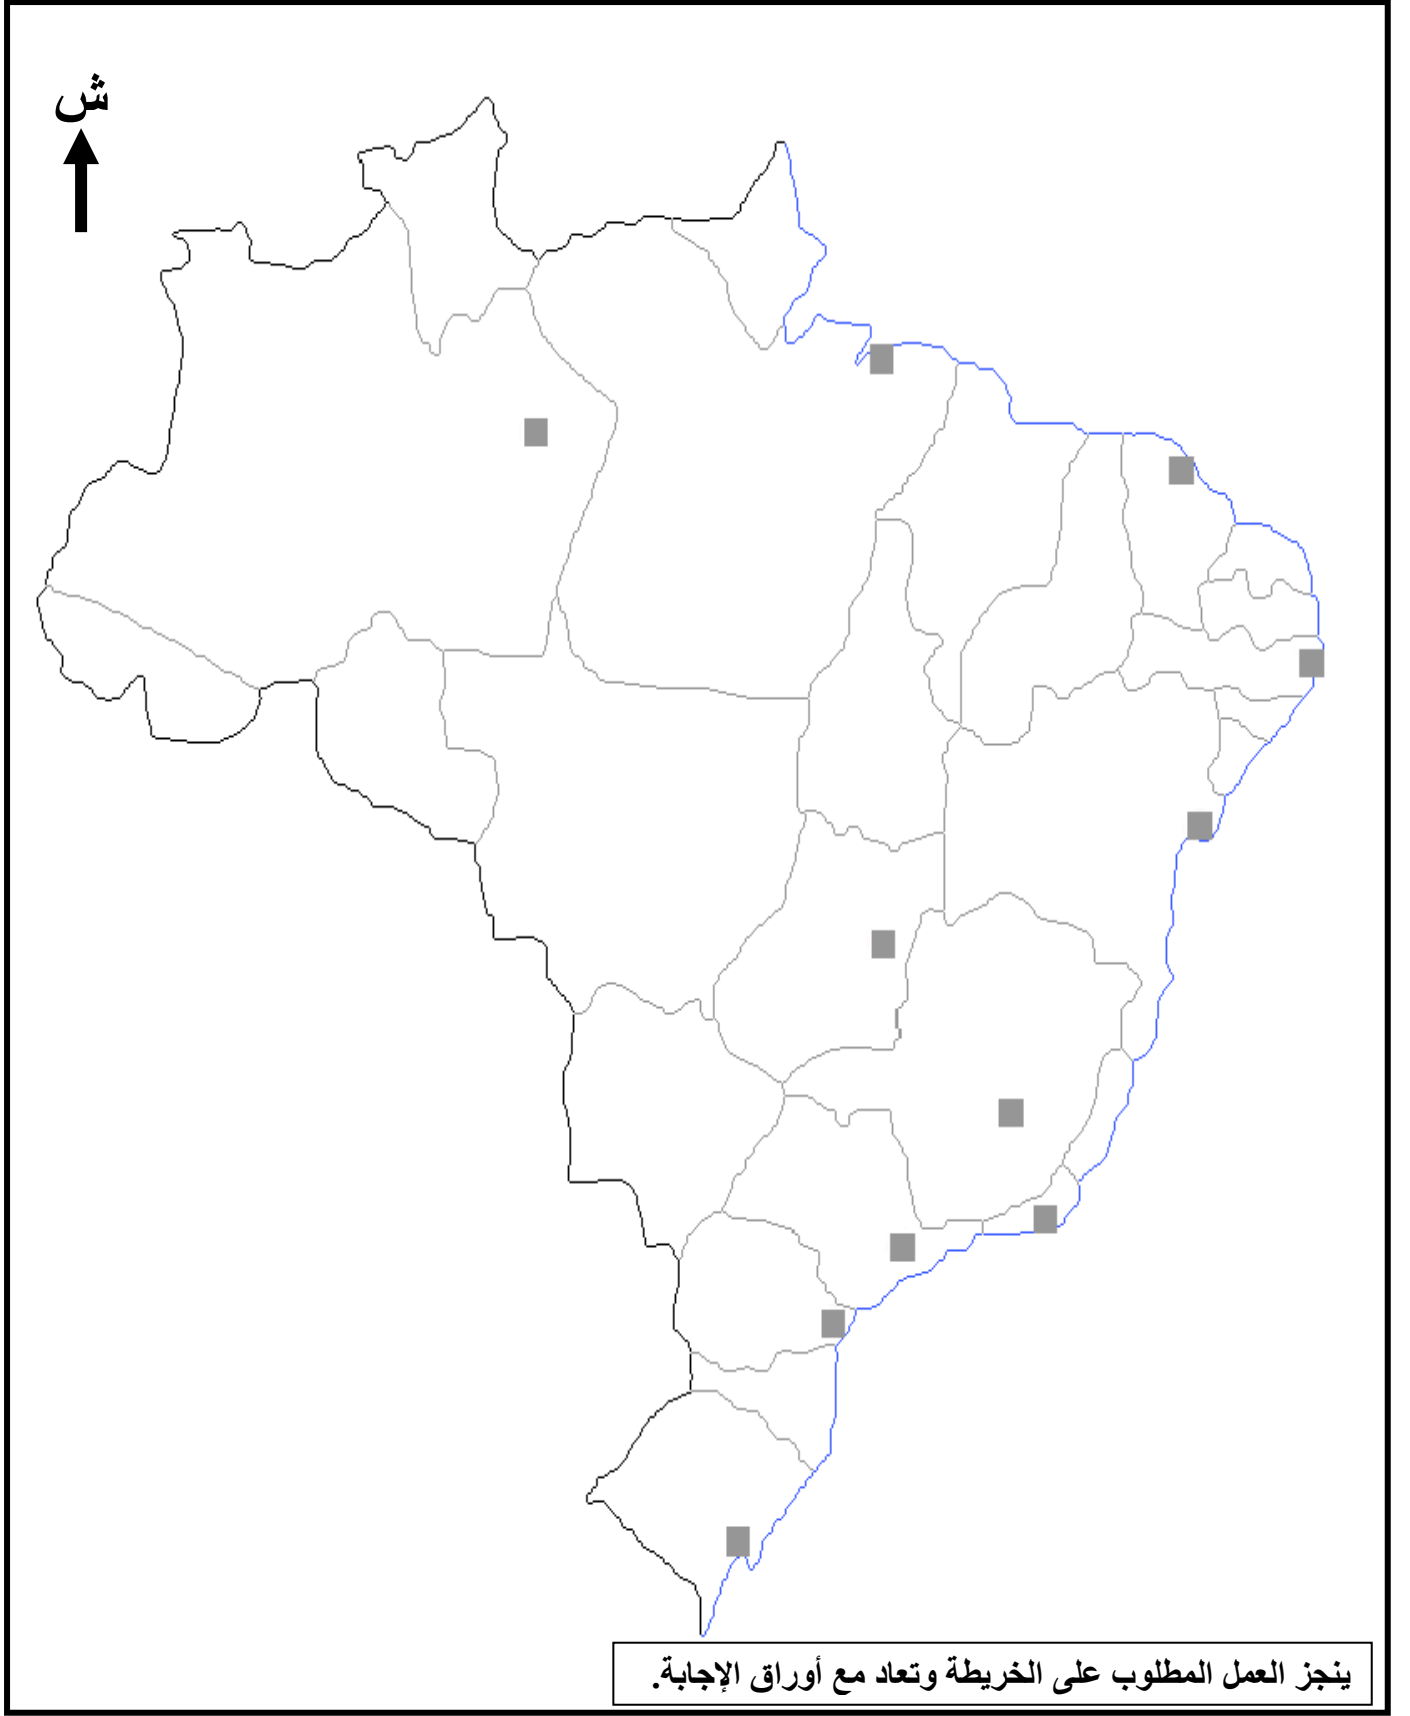 ش
ينجز العمل المطلوب على الخريطة وتعاد مع أوراق الإجابة.